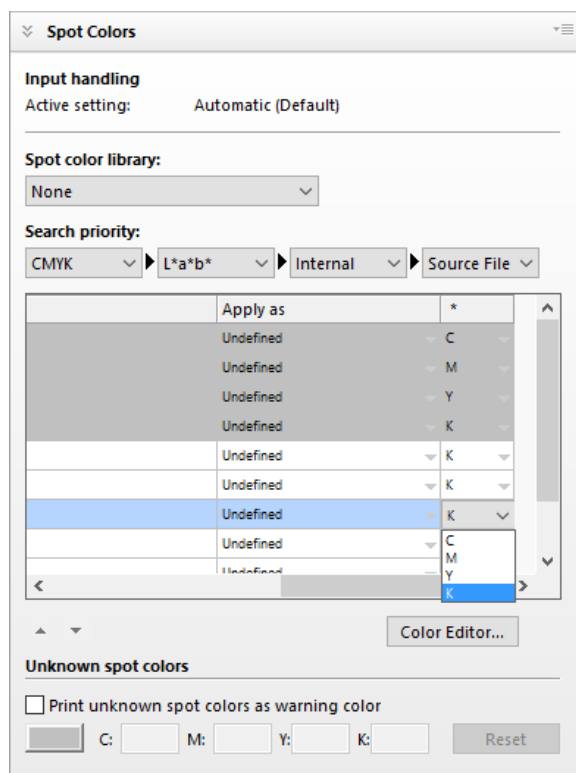 Spot Colors
Input handling
Active setting: Automatic (Default)
Spot color library:
None
Search priority:
CMYK L*a*b* Internal Source File
Apply as *
Undefined C
Undefined M
Undefined Y
Undefined K
Undefined K
Undefined K
Undefined K
Undefined C
M
Undefined Y
K
Color Editor...
Unknown spot colors
Print unknown spot colors as warning color
C: M: Y: K: Reset